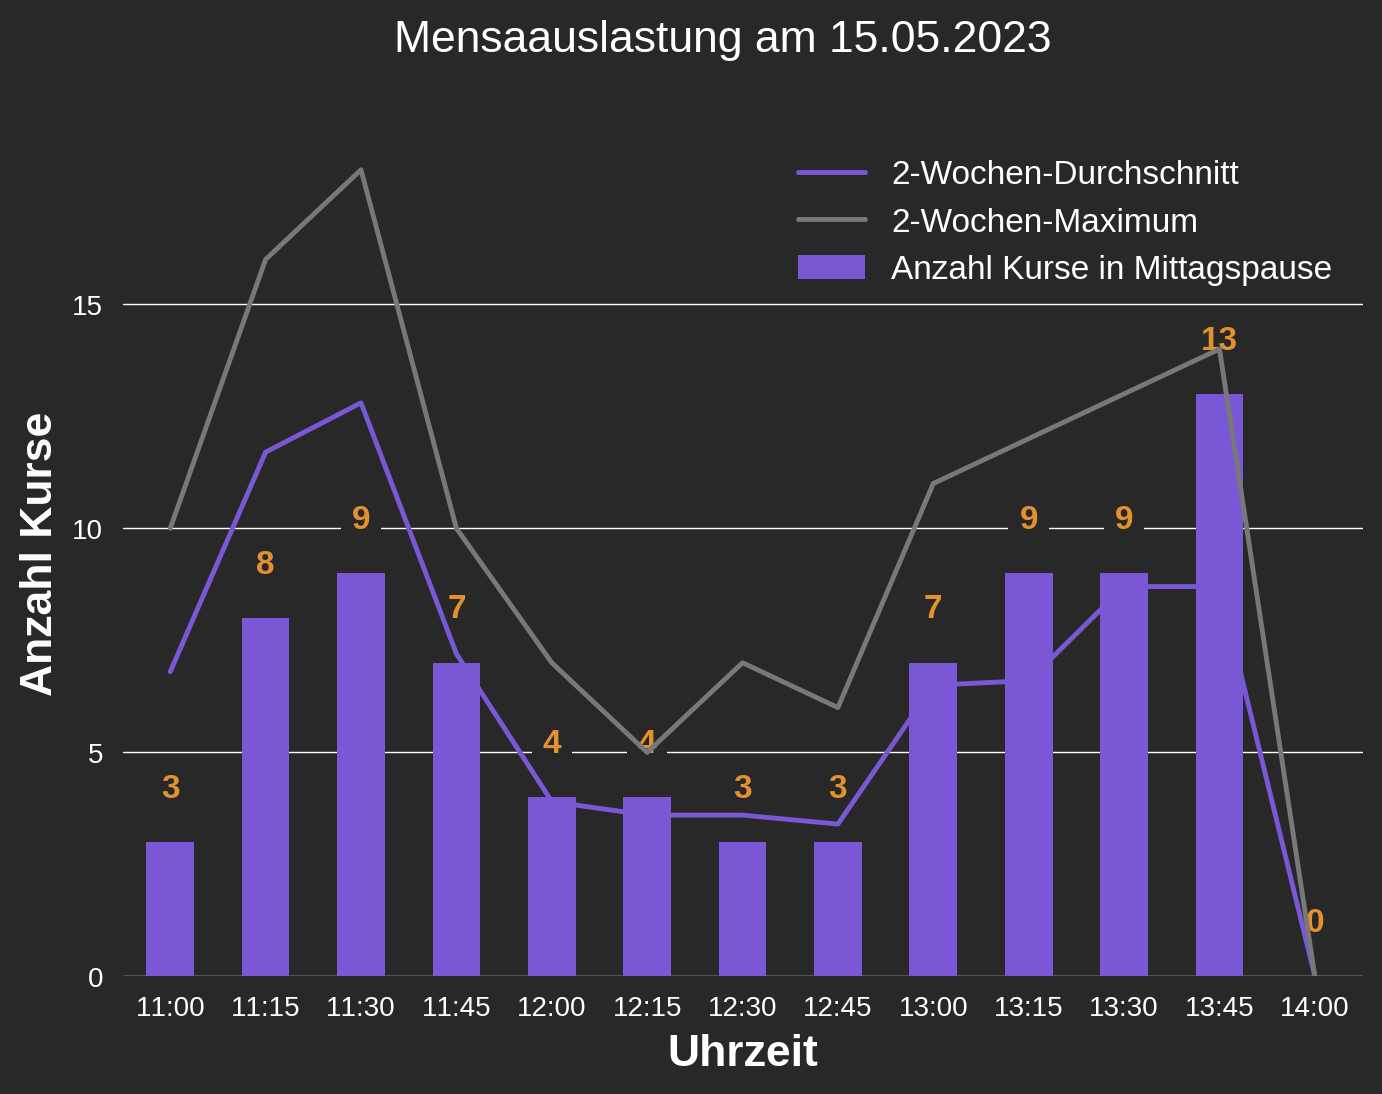 Mensaauslastung am 15.05.2023
2-Wochen-Durchschnitt
2-Wochen-Maximum
Anzahl Kurse in Mittagspause
Anzahl Kurse
15
10
5
0
3
8
9
7
4
4
3
3
7
9
9
13
0
11:00 11:15 11:30 11:45 12:00 12:15 12:30 12:45 13:00 13:15 13:30 13:45 14:00
Uhrzeit